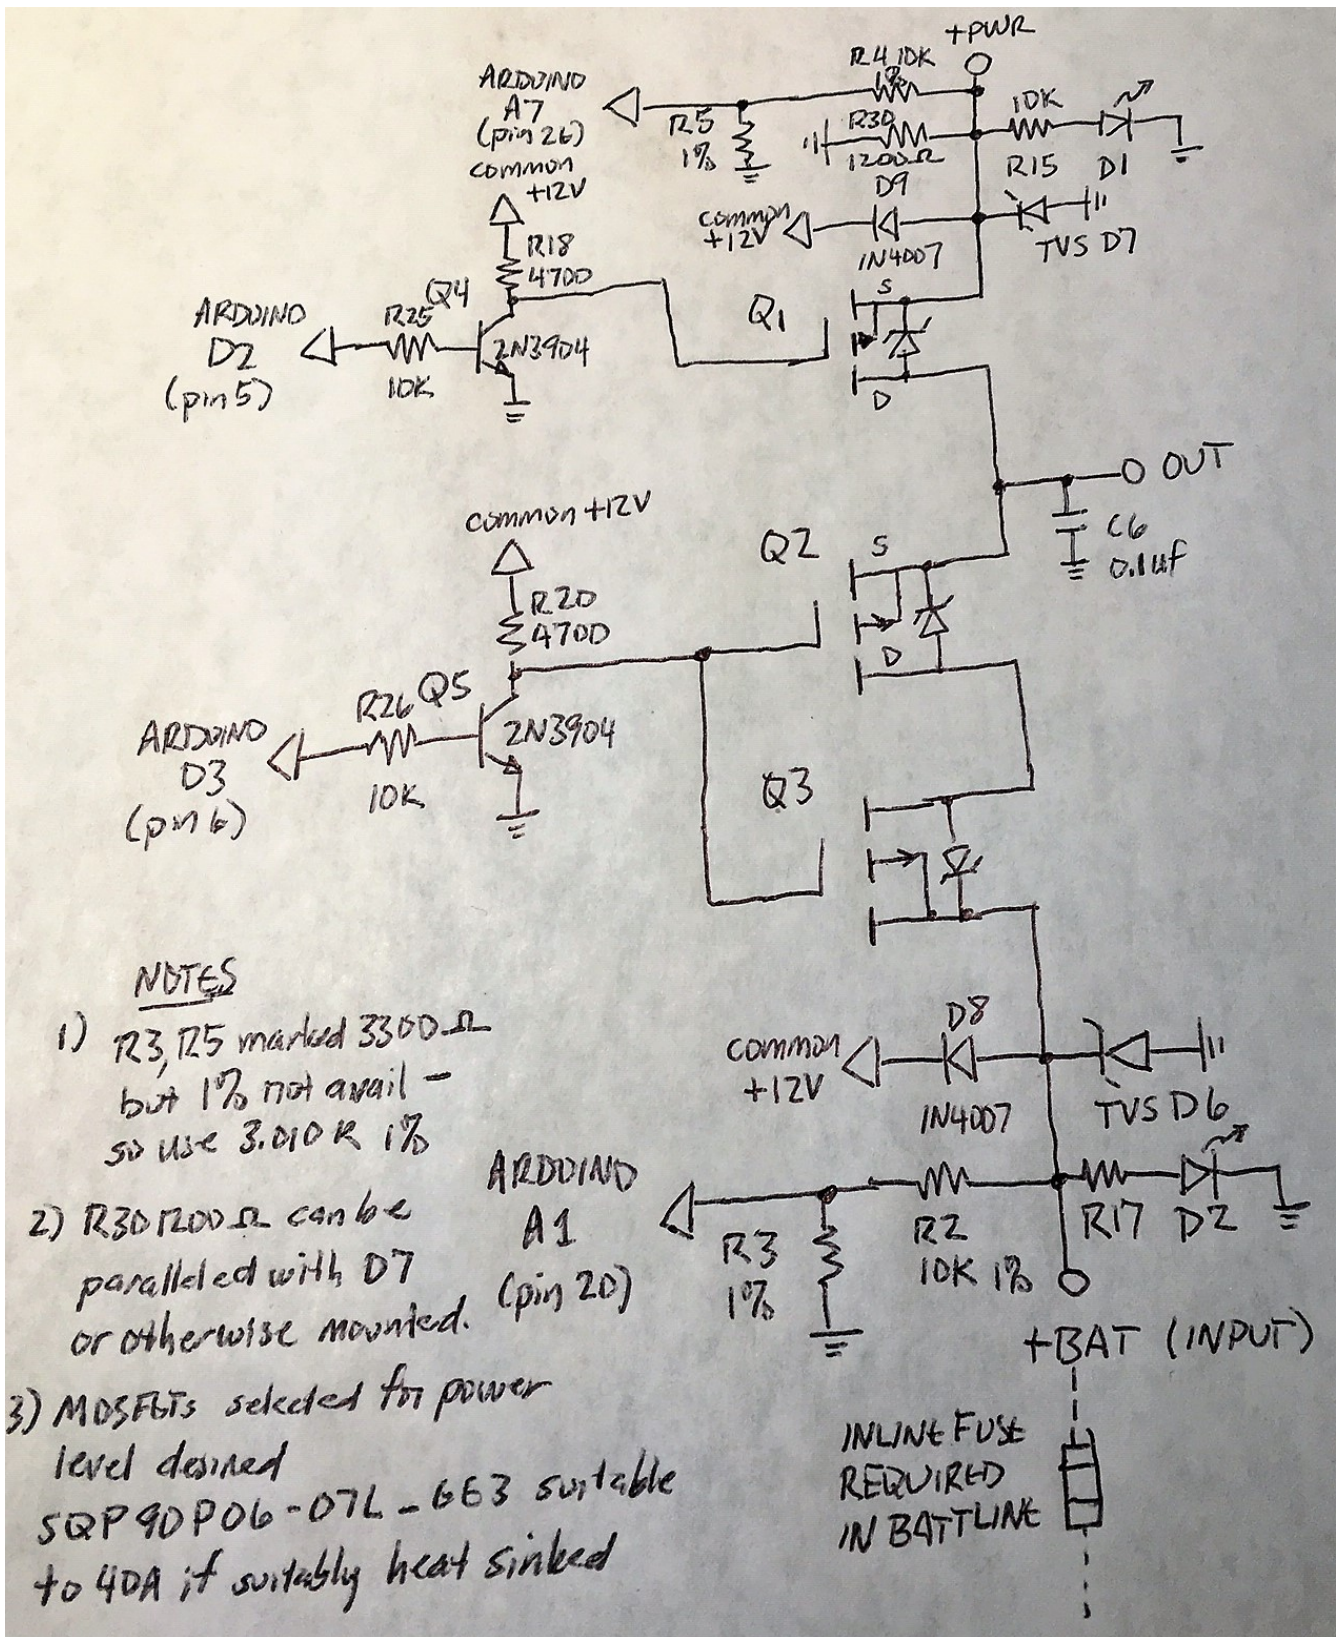 +PWR
R4 10K
1%
ARDUINO
A7
(pin 26)
R5
1%
R30
1200Ω
10K
R15
D1
common
+12V
R18
4700
D9
common
+12V
1N4007
TVS D7
ARDUINO
D2
(pin 5)
R25
10K
Q4
2N3904
Q1
S
D
OUT
C6
0.1uf
common +12V
R20
4700
Q2
S
D
ARDUINO
D3
(pin 6)
R26
10K
Q5
2N3904
Q3
NOTES
1) R3, R5 marked 3300Ω
but 1% not avail -
so use 3.010K 1%
2) R30 1200Ω can be
paralleled with D7
or otherwise mounted.
3) MOSFETs selected for power
level desired
SQP90P06-07L-GE3 suitable
to 40A if suitably heat sinked
D8
common
+12V
1N4007
TVS D6
ARDUINO
A1
(pin 20)
R3
1%
R2
10K 1%
R17
D2
+BAT (INPUT)
INLINE FUSE
REQUIRED
IN BATT LINE